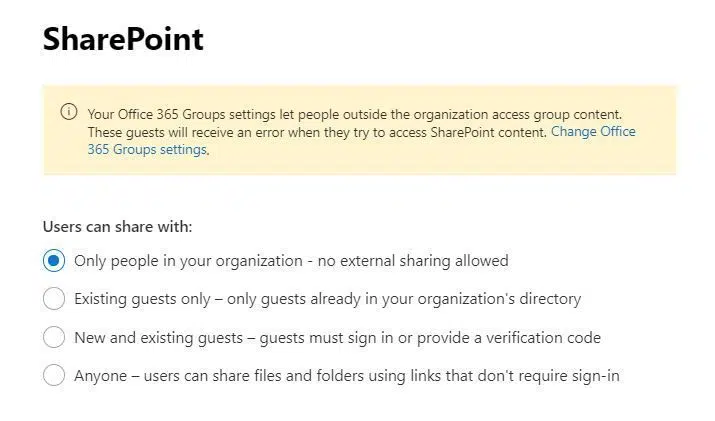 SharePoint
Your Office 365 Groups settings let people outside the organization access group content.
These guests will receive an error when they try to access SharePoint content. Change Office
365 Groups settings.
Users can share with:
Only people in your organization - no external sharing allowed
Existing guests only – only guests already in your organization's directory
New and existing guests – guests must sign in or provide a verification code
Anyone – users can share files and folders using links that don't require sign-in